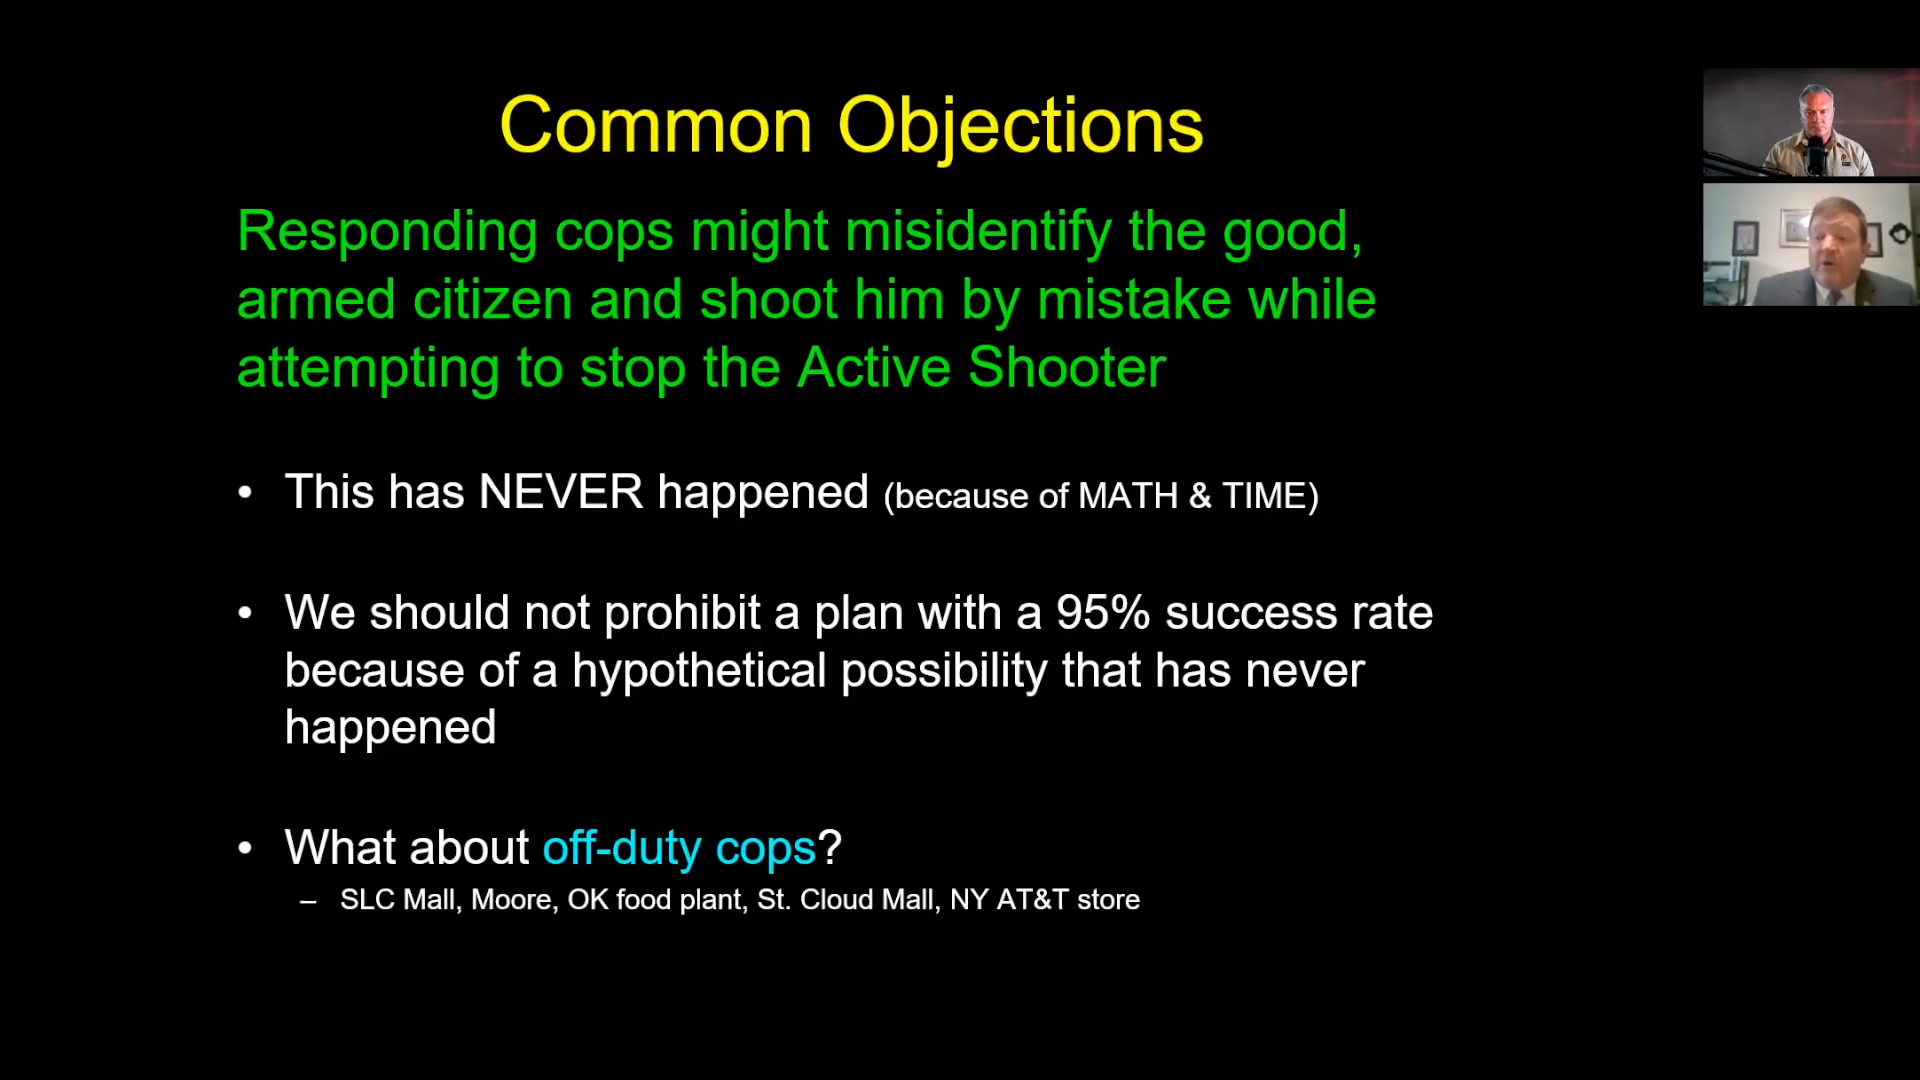 Common Objections
Responding cops might misidentify the good,
armed citizen and shoot him by mistake while
attempting to stop the Active Shooter
• This has NEVER happened (because of MATH & TIME)
• We should not prohibit a plan with a 95% success rate
because of a hypothetical possibility that has never
happened
• What about off-duty cops?
– SLC Mall, Moore, OK food plant, St. Cloud Mall, NY AT&T store